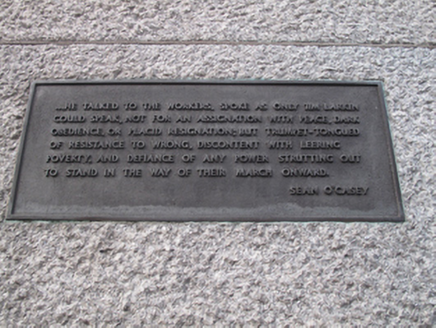 ...HE TALKED TO THE WORKERS, SPOKE AS ONLY JIM LARKIN
COULD SPEAK, NOT FOR AN ASSIGNATION WITH PEACE, DARK
OBEDIENCE, OR PLACID RESIGNATION; BUT TRUMPET-TONGUED
OF RESISTANCE TO WRONG, DISCONTENT WITH LEERING
POVERTY, AND DEFIANCE OF ANY POWER STRUTTING OUT
TO STAND IN THE WAY OF THEIR MARCH ONWARD.
SEAN O'CASEY